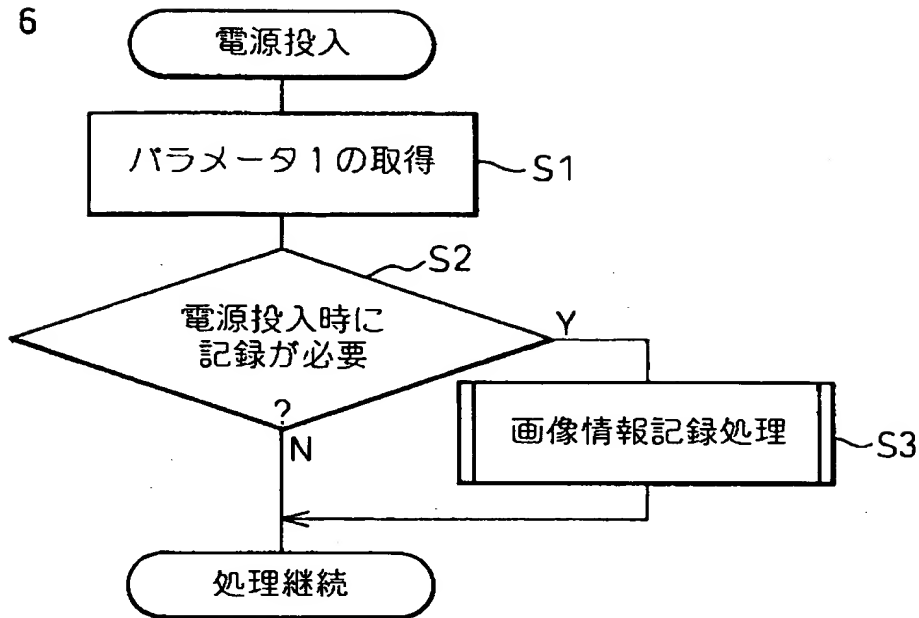 6
電源投入
パラメータ1の取得
S1
S2
電源投入時に
記録が必要
?
Y
N
画像情報記録処理
S3
処理継続